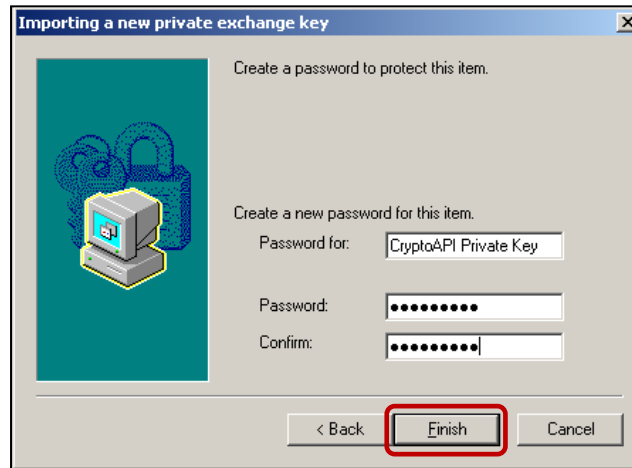 Importing a new private exchange key
Create a password to protect this item.
Create a new password for this item.
Password for: CryptoAPI Private Key
Password: ●●●●●●●●●
Confirm: ●●●●●●●●●
< Back Finish Cancel